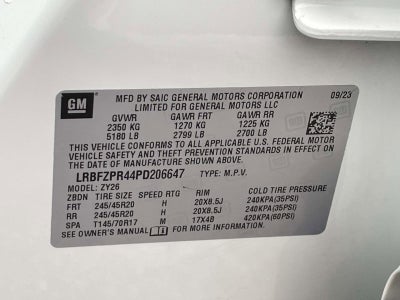 GM
MFD BY SAIC GENERAL MOTORS CORPORATION 09/23
LIMITED FOR GENERAL MOTORS LLC
GVWR GAWR FRT GAWR RR
2350 KG 1270 KG 1225 KG
5180 LB 2799 LB 2700 LB
THIS VEHICLE CONFORMS TO ALL APPLICABLE U.S. FEDERAL MOTOR
VEHICLE SAFETY AND THEFT PREVENTION STANDARDS IN EFFECT ON
THE DATE OF MANUFACTURE SHOWN ABOVE.
LRBFZPR44PD206647 TYPE: M.P.V.
MODEL: ZY26
ZBDN TIRE SIZE SPEED RTG RIM COLD TIRE PRESSURE
FRT 245/45R20 H 20X8.5J 240KPA(35PSI)
RR 245/45R20 H 20X8.5J 240KPA(35PSI)
SPA T145/70R17 M 17X4B 420KPA(60PSI)
SEE OWNER'S MANUAL FOR MORE INFORMATION.